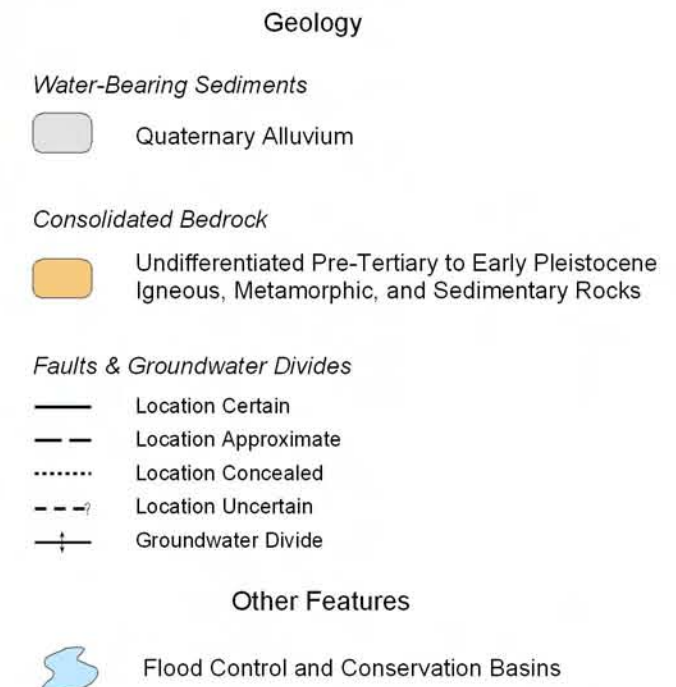 Geology
Water-Bearing Sediments
Quaternary Alluvium
Consolidated Bedrock
Undifferentiated Pre-Tertiary to Early Pleistocene
Igneous, Metamorphic, and Sedimentary Rocks
Faults & Groundwater Divides
Location Certain
Location Approximate
Location Concealed
?
Location Uncertain
Groundwater Divide
Other Features
Flood Control and Conservation Basins